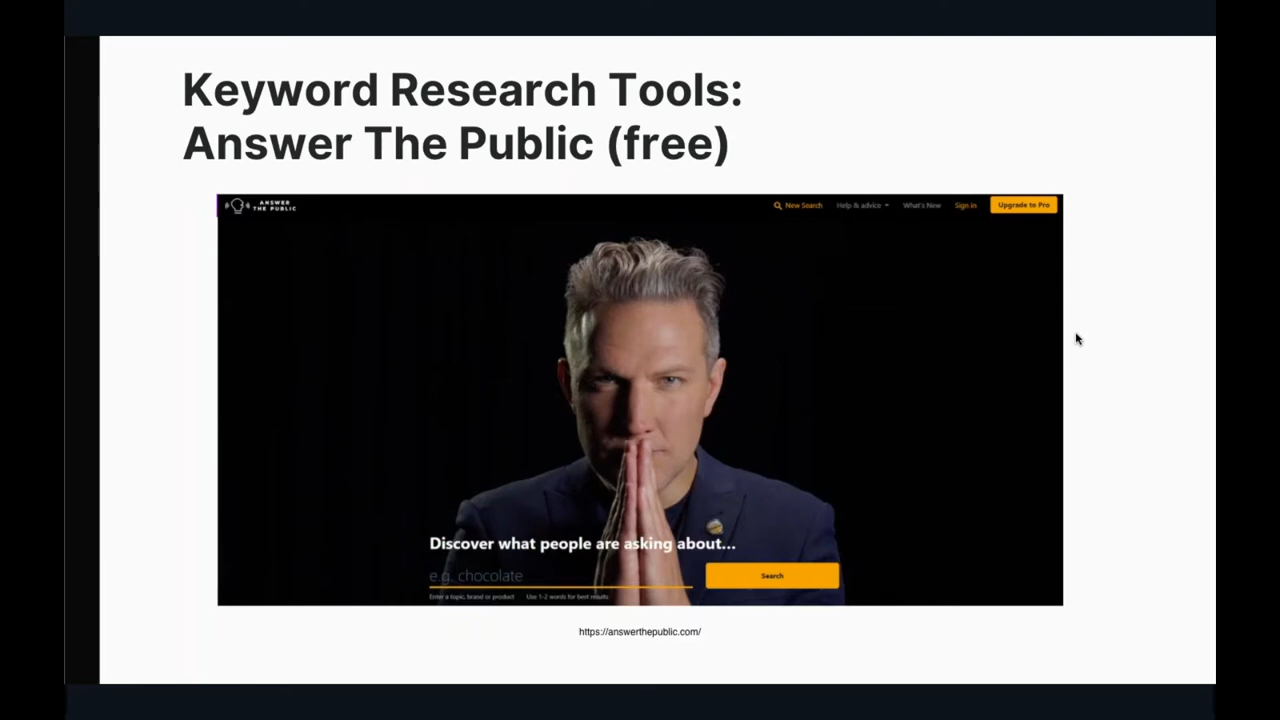 Keyword Research Tools:
Answer The Public (free)
ANSWER
THE PUBLIC
New Search
Help & advice
What's New
Sign in
Upgrade to Pro
Discover what people are asking about...
e.g. chocolate
Search
Enter a topic, brand or product
Use 1-2 words for best results
https://answerthepublic.com/